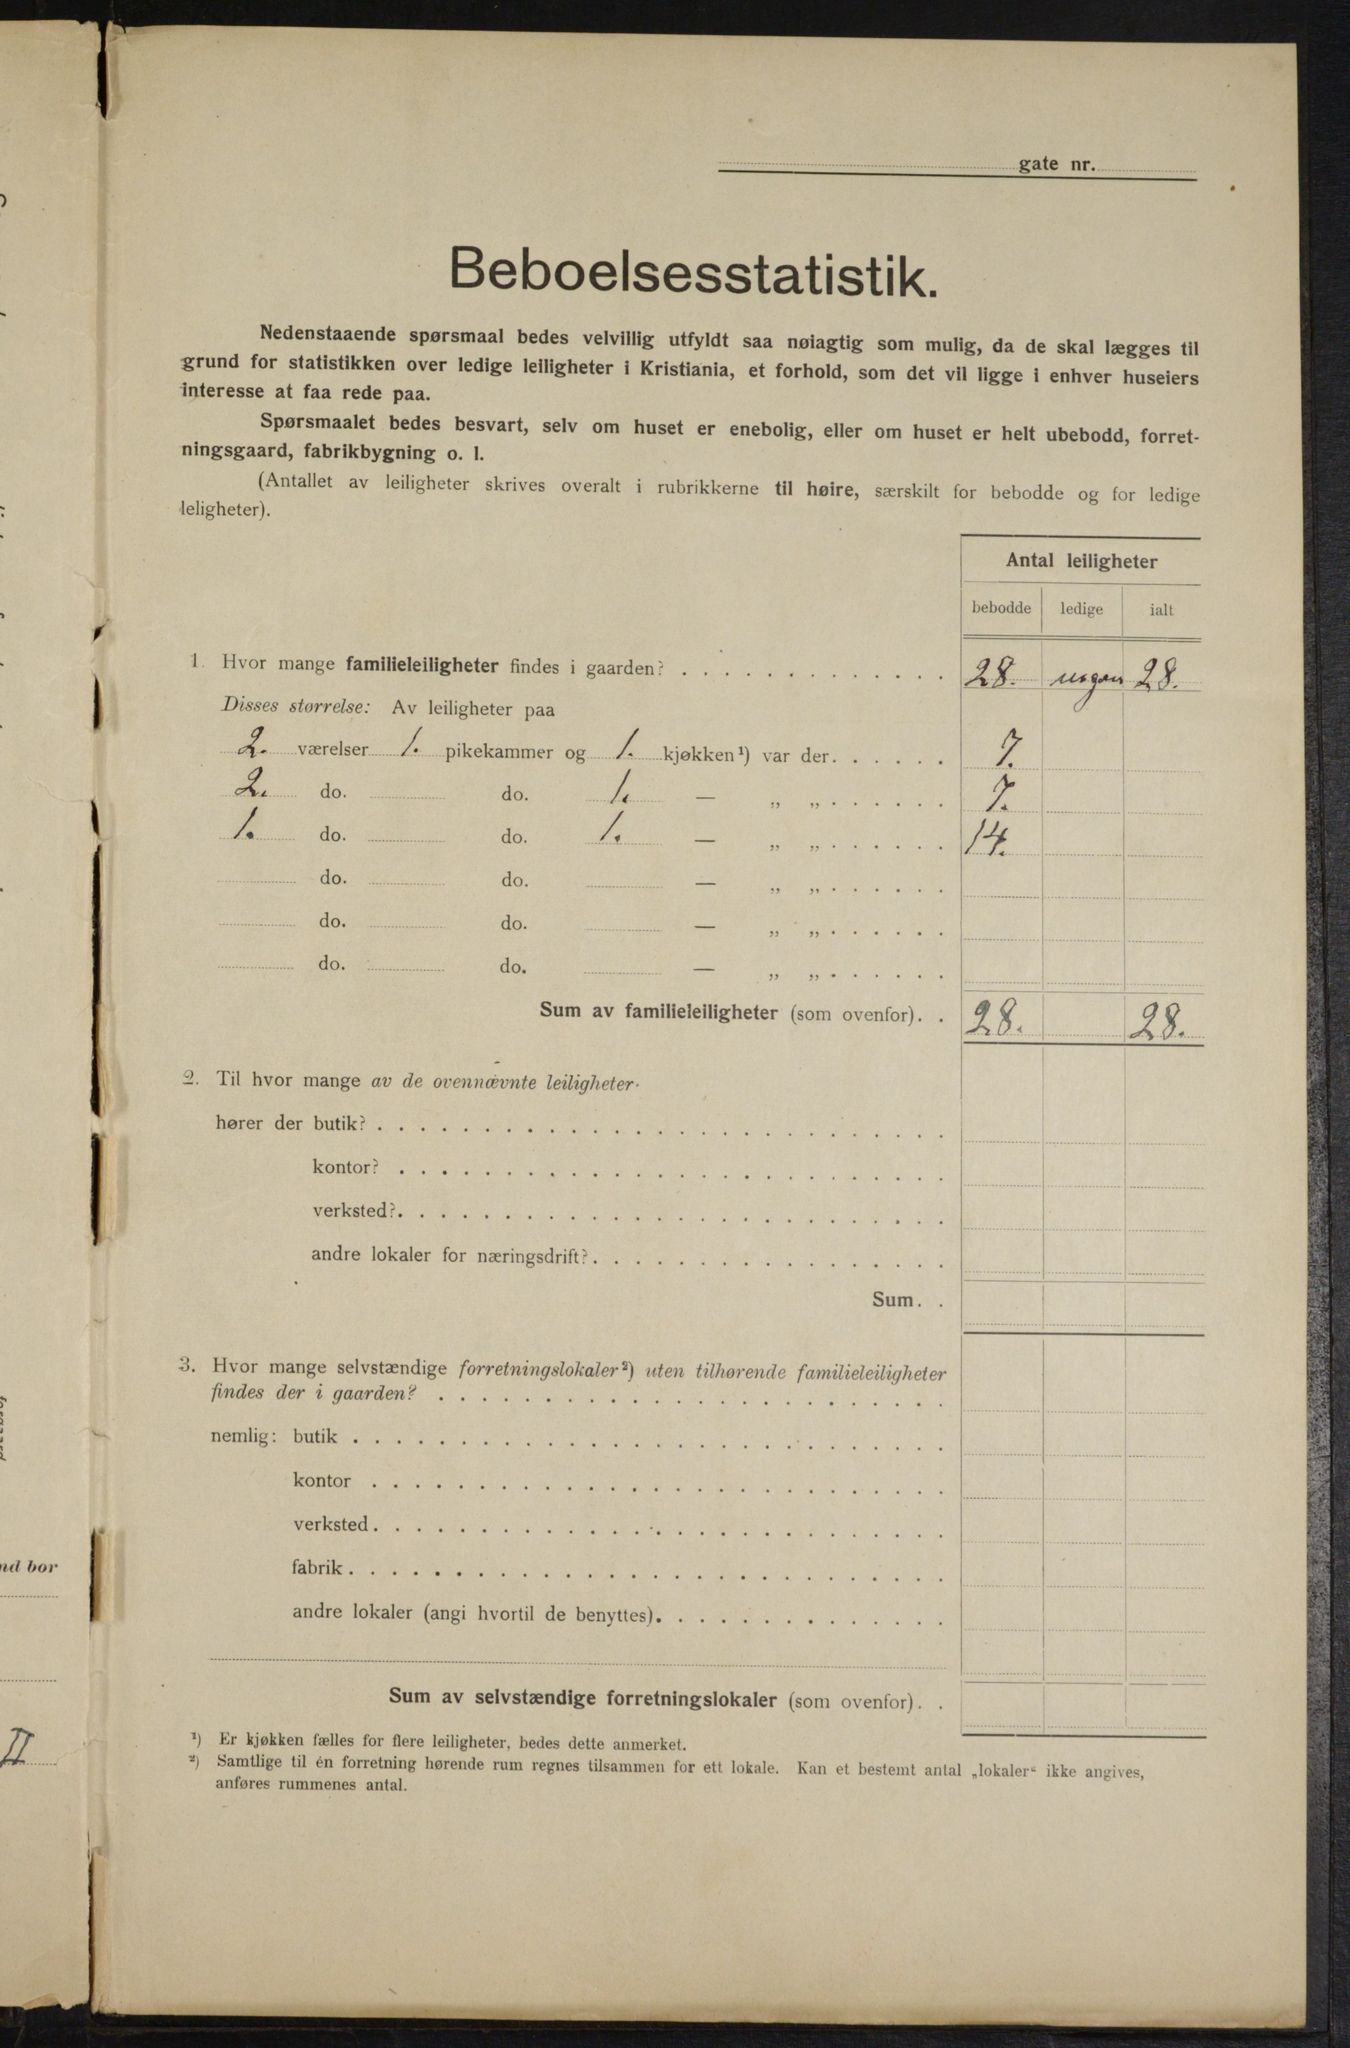 gate nr.
Beboelsesstatistik.
Nedenstaaende spørsmaal bedes velvillig utfyldt saa nøiagtig som mulig, da de skal lægges til
grund for statistikken over ledige leiligheter i Kristiania, et forhold, som det vil ligge i enhver huseiers
interesse at faa rede paa.
Spørsmaalet bedes besvart, selv om huset er enebolig, eller om huset er helt ubebodd, forret-
ningsgaard, fabrikbygning o. l.
(Antallet av leiligheter skrives overalt i rubrikkerne til høire, særskilt for bebodde og for ledige
leligheter).
Antal leiligheter
bebodde ledige ialt
1. Hvor mange familieleiligheter findes i gaarden? . . . . . . . . . . . . . 28. ingen 28.
Disses størrelse: Av leiligheter paa
2. værelser 1. pikekammer og 1. kjøkken¹) var der. . . . . . 7.
2. do. do. 1. — „ „ . . . . . . 7.
1. do. do. 1. — „ „ . . . . . . 14.
do. do. — „ „ . . . . . .
do. do. — „ „ . . . . . .
do. do. — „ „ . . . . . .
Sum av familieleiligheter (som ovenfor). . 28. 28.
2. Til hvor mange av de ovennævnte leiligheter
hører der butik? . . . . . . . . . . . . . . . . . . . . . .
kontor? . . . . . . . . . . . . . . . . . . . . .
verksted?. . . . . . . . . . . . . . . . . . . . .
andre lokaler for næringsdrift?. . . . . . . . . . . . . .
Sum. .
3. Hvor mange selvstændige forretningslokaler²) uten tilhørende familieleiligheter
findes der i gaarden? . . . . . . . . . . . . . . . . . . .
nemlig: butik . . . . . . . . . . . . . . . . . . . . . . .
kontor . . . . . . . . . . . . . . . . . . . . . .
verksted. . . . . . . . . . . . . . . . . . . . . .
fabrik. . . . . . . . . . . . . . . . . . . . . . .
andre lokaler (angi hvortil de benyttes). . . . . . . . . . . .
Sum av selvstændige forretningslokaler (som ovenfor). .
¹) Er kjøkken fælles for flere leiligheter, bedes dette anmerket.
²) Samtlige til én forretning hørende rum regnes tilsammen for ett lokale. Kan et bestemt antal „lokaler“ ikke angives,
anføres rummenes antal.
nd bor
II